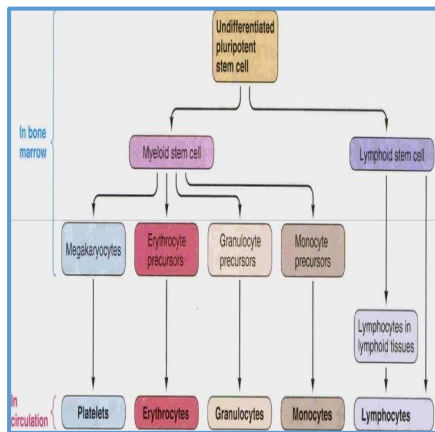 Undifferentiated
pluripotent
stem cell
In bone
marrow
Myeloid stem cell
Lymphoid stem cell
Megakaryocytes
Erythrocyte
precursors
Granulocyte
precursors
Monocyte
precursors
Lymphocytes in
lymphoid tissues
In
circulation
Platelets
Erythrocytes
Granulocytes
Monocytes
Lymphocytes